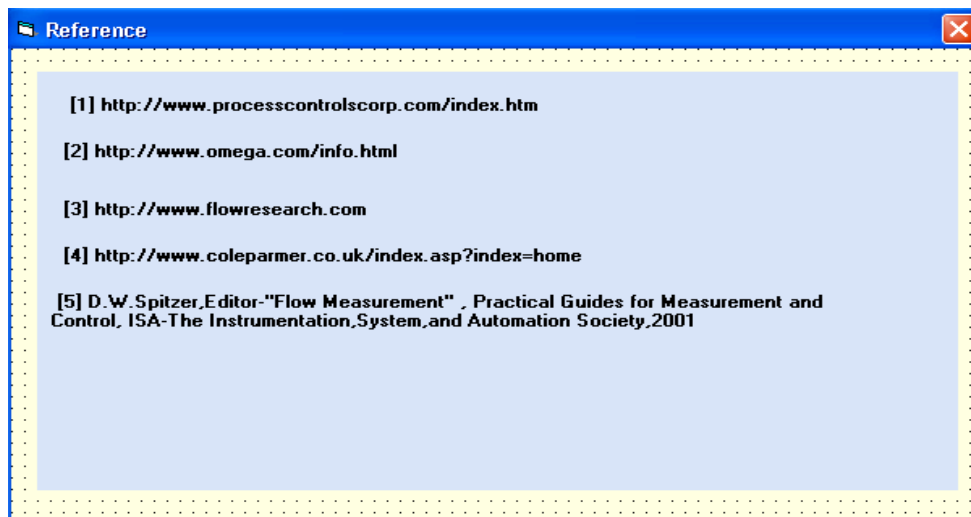 Reference
[1] http://www.processcontrolscorp.com/index.htm
[2] http://www.omega.com/info.html
[3] http://www.flowresearch.com
[4] http://www.coleparmer.co.uk/index.asp?index=home
[5] D.W.Spitzer,Editor-"Flow Measurement" , Practical Guides for Measurement and
Control, ISA-The Instrumentation,System,and Automation Society,2001